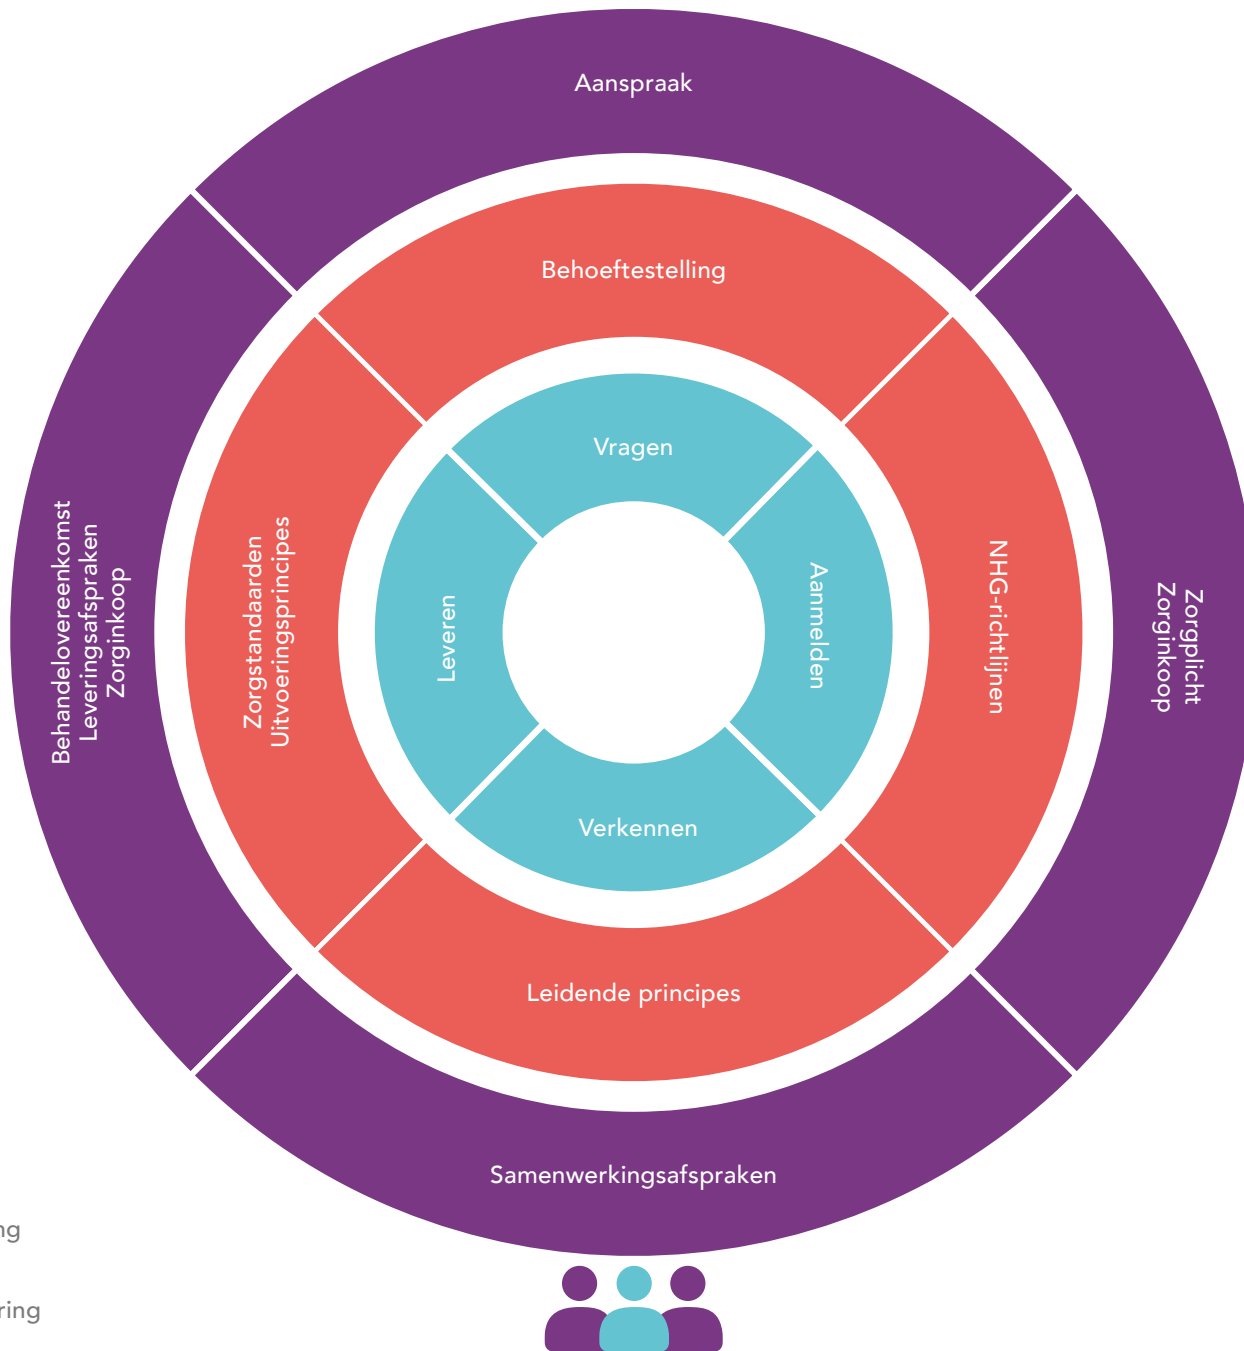 Aanspraak
Behoeftestelling
Vragen
Behandelovereenkomst
Leveringsafspraken
Zorginkoop
Zorgstandaarden
Uitvoeringsprincipes
Leveren
Aanmelden
NHG-richtlijnen
Zorgplicht
Zorginkoop
Verkennen
Leidende principes
Samenwerkingsafspraken
ring